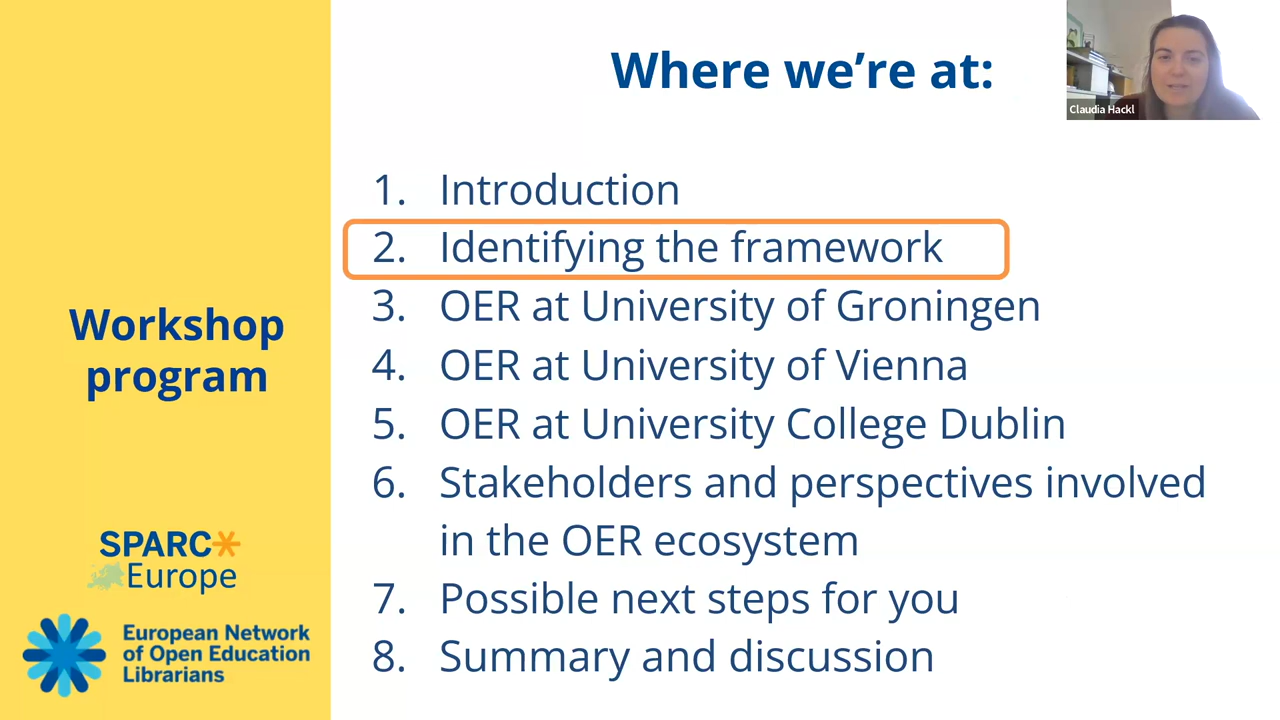 Where we're at:
Claudia Hackl
1. Introduction
2. Identifying the framework
3. OER at University of Groningen
4. OER at University of Vienna
5. OER at University College Dublin
6. Stakeholders and perspectives involved
in the OER ecosystem
7. Possible next steps for you
8. Summary and discussion
Workshop
program
SPARC
Europe
European Network
of Open Education
Librarians